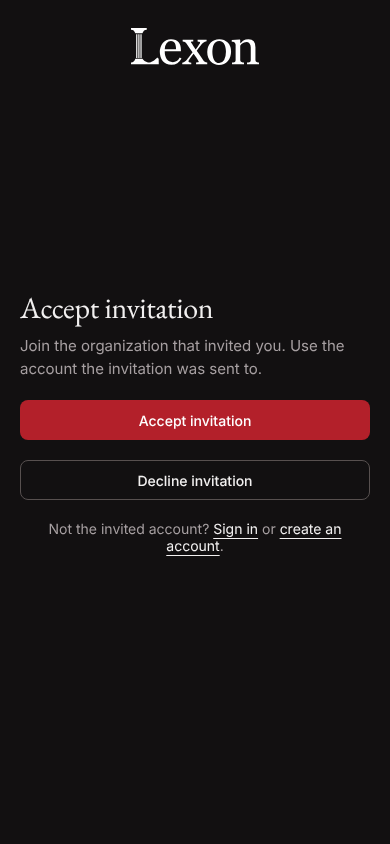 Lexon
Accept invitation
Join the organization that invited you. Use the
account the invitation was sent to.
Accept invitation
Decline invitation
Not the invited account? Sign in or create an
account.